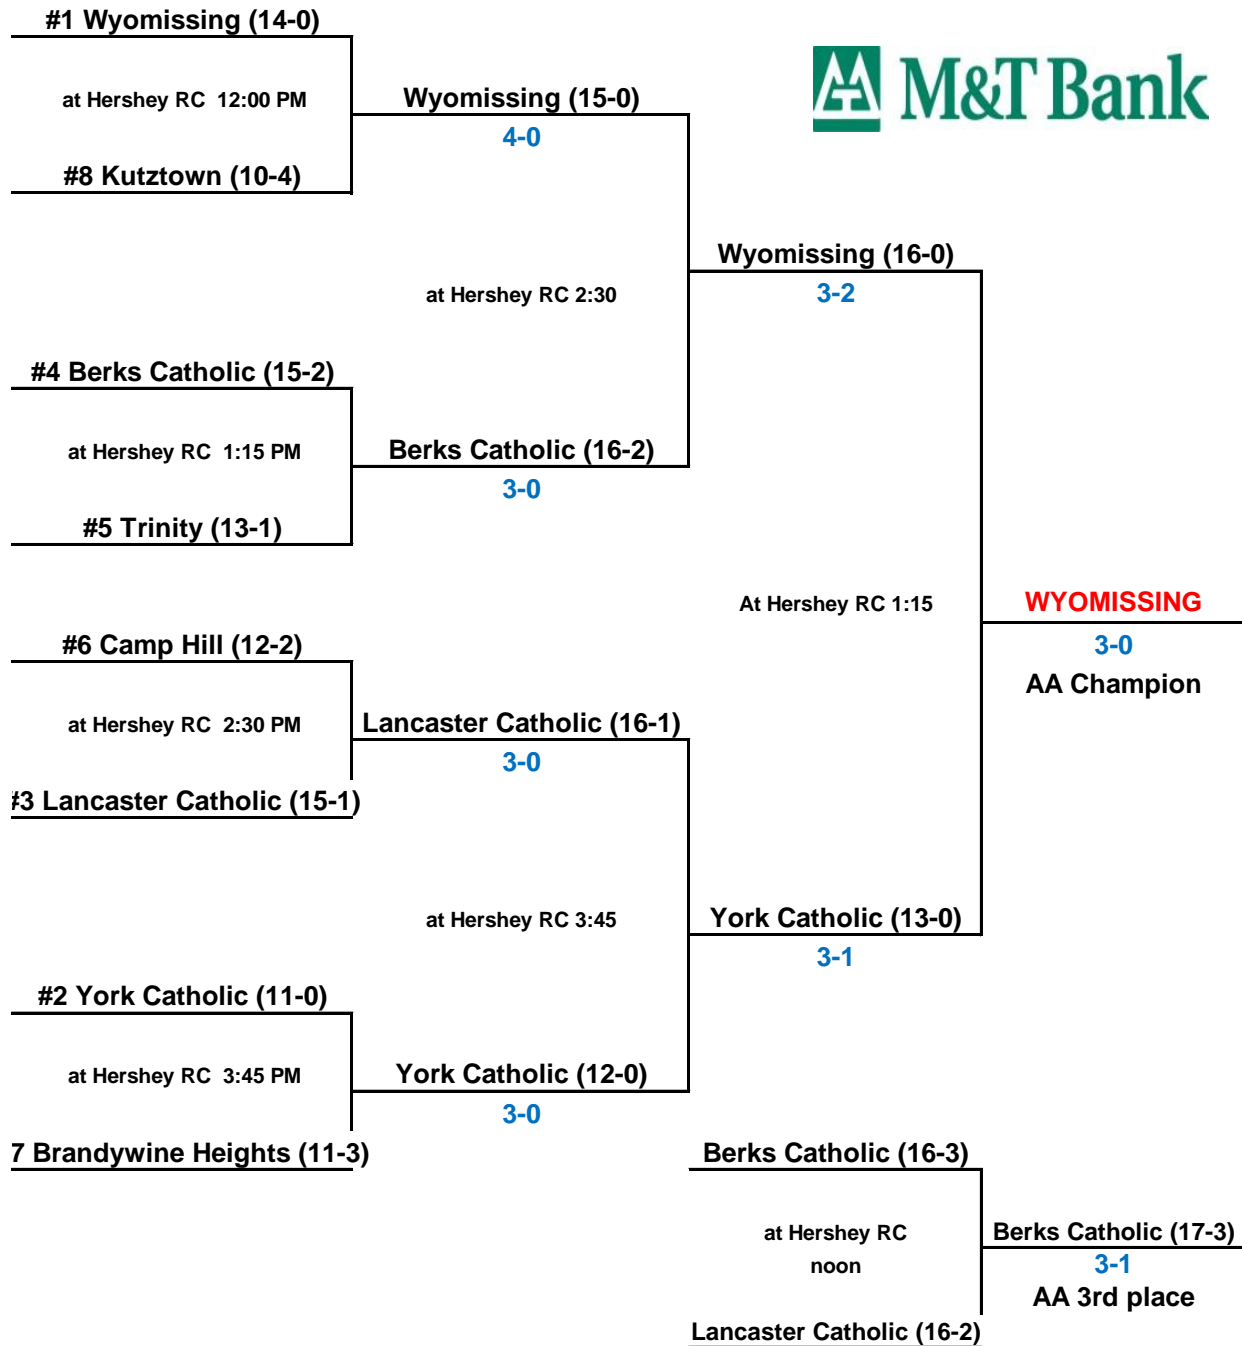 #1 Wyomissing (14-0)
at Hershey RC 12:00 PM
#8 Kutztown (10-4)
Wyomissing (15-0)
4-0
M&T Bank
at Hershey RC 2:30
Wyomissing (16-0)
3-2
#4 Berks Catholic (15-2)
at Hershey RC 1:15 PM
#5 Trinity (13-1)
Berks Catholic (16-2)
3-0
At Hershey RC 1:15
WYOMISSING
3-0
AA Champion
#6 Camp Hill (12-2)
at Hershey RC 2:30 PM
#3 Lancaster Catholic (15-1)
Lancaster Catholic (16-1)
3-0
at Hershey RC 3:45
York Catholic (13-0)
3-1
#2 York Catholic (11-0)
at Hershey RC 3:45 PM
7 Brandywine Heights (11-3)
York Catholic (12-0)
3-0
Berks Catholic (16-3)
at Hershey RC
noon
Lancaster Catholic (16-2)
Berks Catholic (17-3)
3-1
AA 3rd place